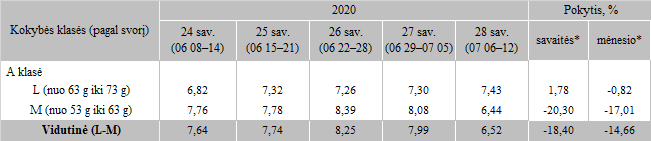 Kokybės klasės (pagal svorį) 2020 Pokytis, %
24 sav. 25 sav. 26 sav. 27 sav. 28 sav. savaitės* mėnesio*
(06 08–14) (06 15–21) (06 22–28) (06 29–07 05) (07 06–12)
A klasė
L (nuo 63 g iki 73 g) 6,82 7,32 7,26 7,30 7,43 1,78 -0,82
M (nuo 53 g iki 63 g) 7,76 7,78 8,39 8,08 6,44 -20,30 -17,01
Vidutinė (L-M) 7,64 7,74 8,25 7,99 6,52 -18,40 -14,66